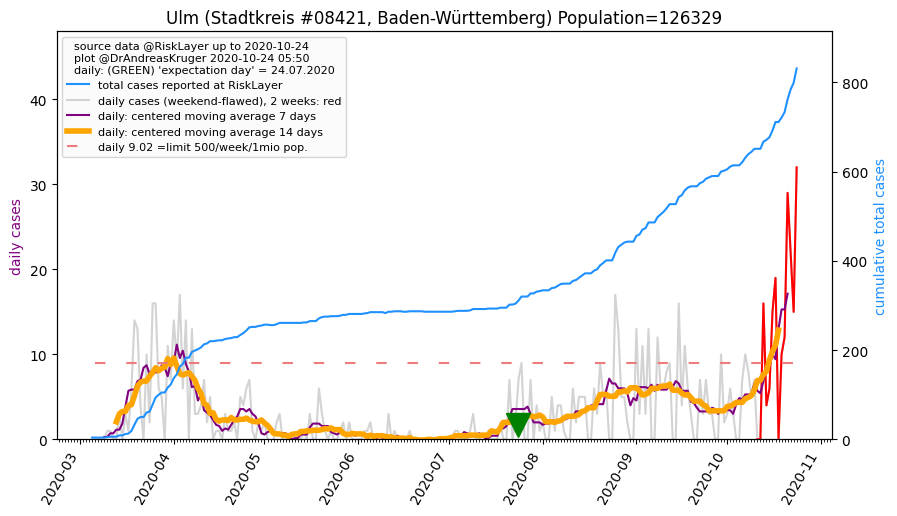 Ulm (Stadtkreis #08421, Baden-Württemberg) Population=126329
source data @RiskLayer up to 2020-10-24
plot @DrAndreasKruger 2020-10-24 05:50
daily: (GREEN) 'expectation day' = 24.07.2020
total cases reported at RiskLayer
daily cases (weekend-flawed), 2 weeks: red
daily: centered moving average 7 days
daily: centered moving average 14 days
daily 9.02 =limit 500/week/1mio pop.
daily cases
40
30
20
10
0
cumulative total cases
800
600
400
200
0
2020-03
2020-04
2020-05
2020-06
2020-07
2020-08
2020-09
2020-10
2020-11